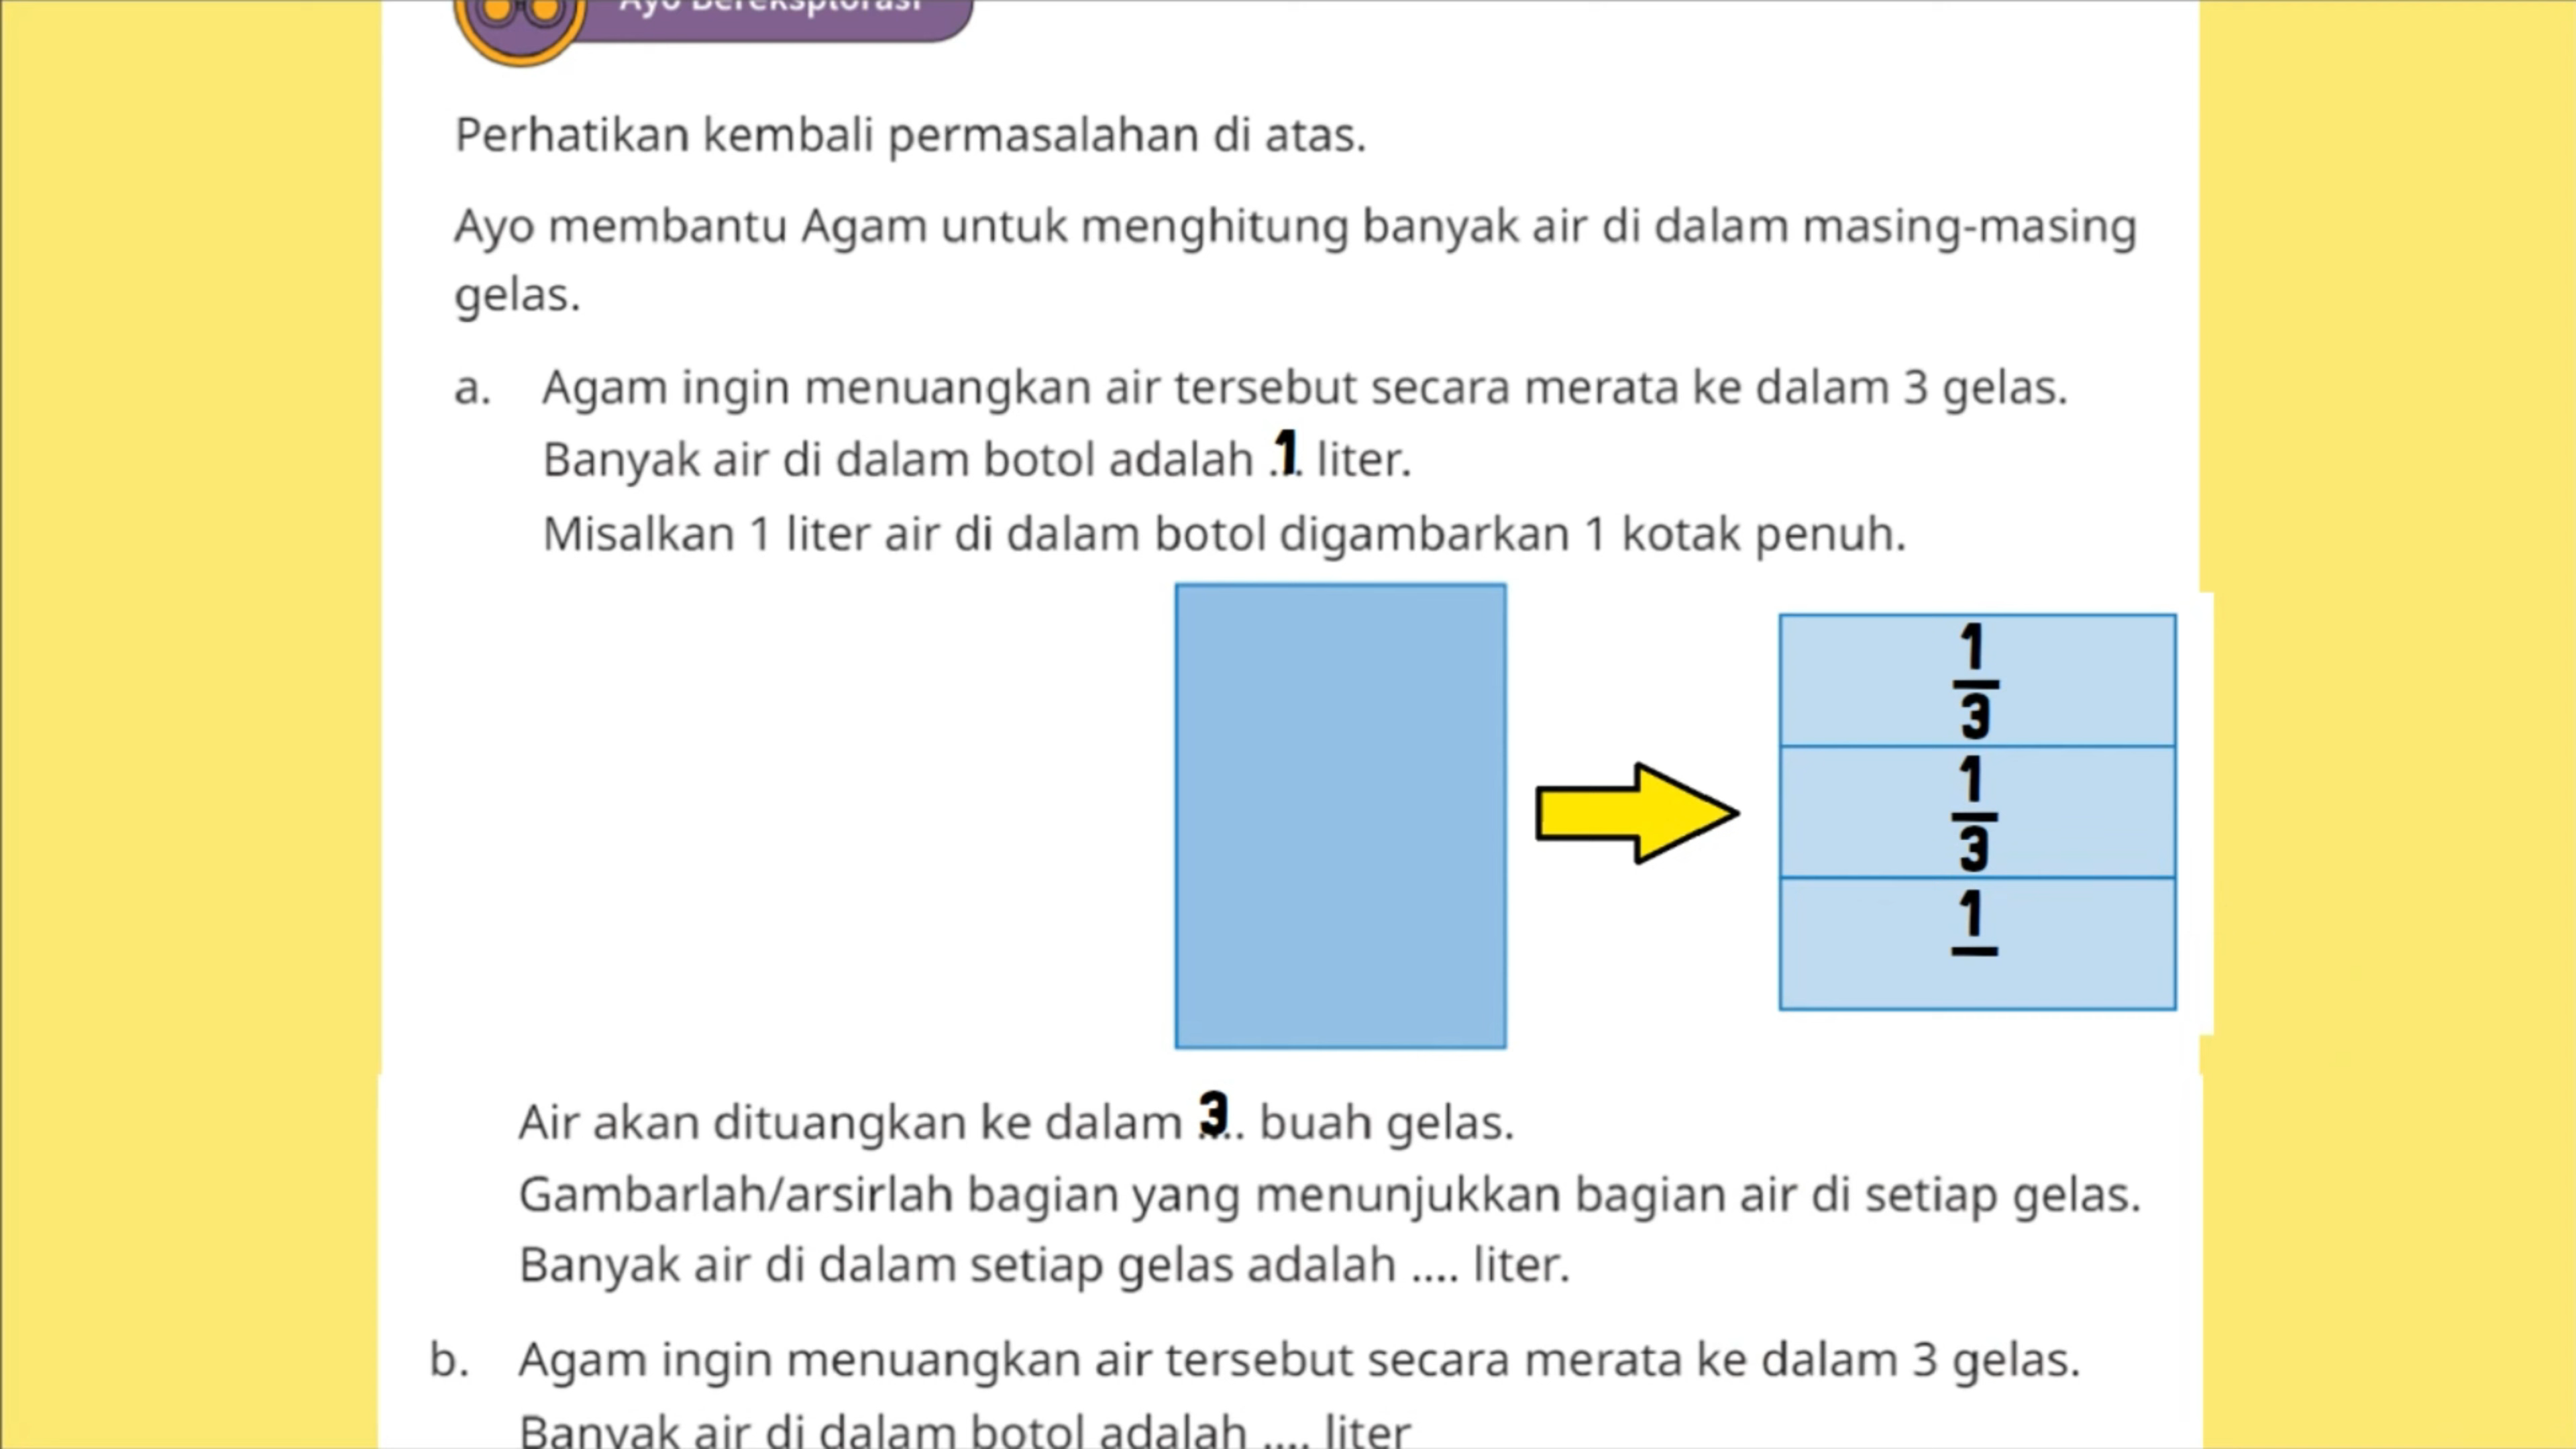 Ayo Bereksplorasi
Perhatikan kembali permasalahan di atas.
Ayo membantu Agam untuk menghitung banyak air di dalam masing-masing
gelas.
a. Agam ingin menuangkan air tersebut secara merata ke dalam 3 gelas.
Banyak air di dalam botol adalah .1. liter.
Misalkan 1 liter air di dalam botol digambarkan 1 kotak penuh.
1
3
1
3
1
Air akan dituangkan ke dalam 3.. buah gelas.
Gambarlah/arsirlah bagian yang menunjukkan bagian air di setiap gelas.
Banyak air di dalam setiap gelas adalah .... liter.
b. Agam ingin menuangkan air tersebut secara merata ke dalam 3 gelas.
Banyak air di dalam botol adalah .... liter